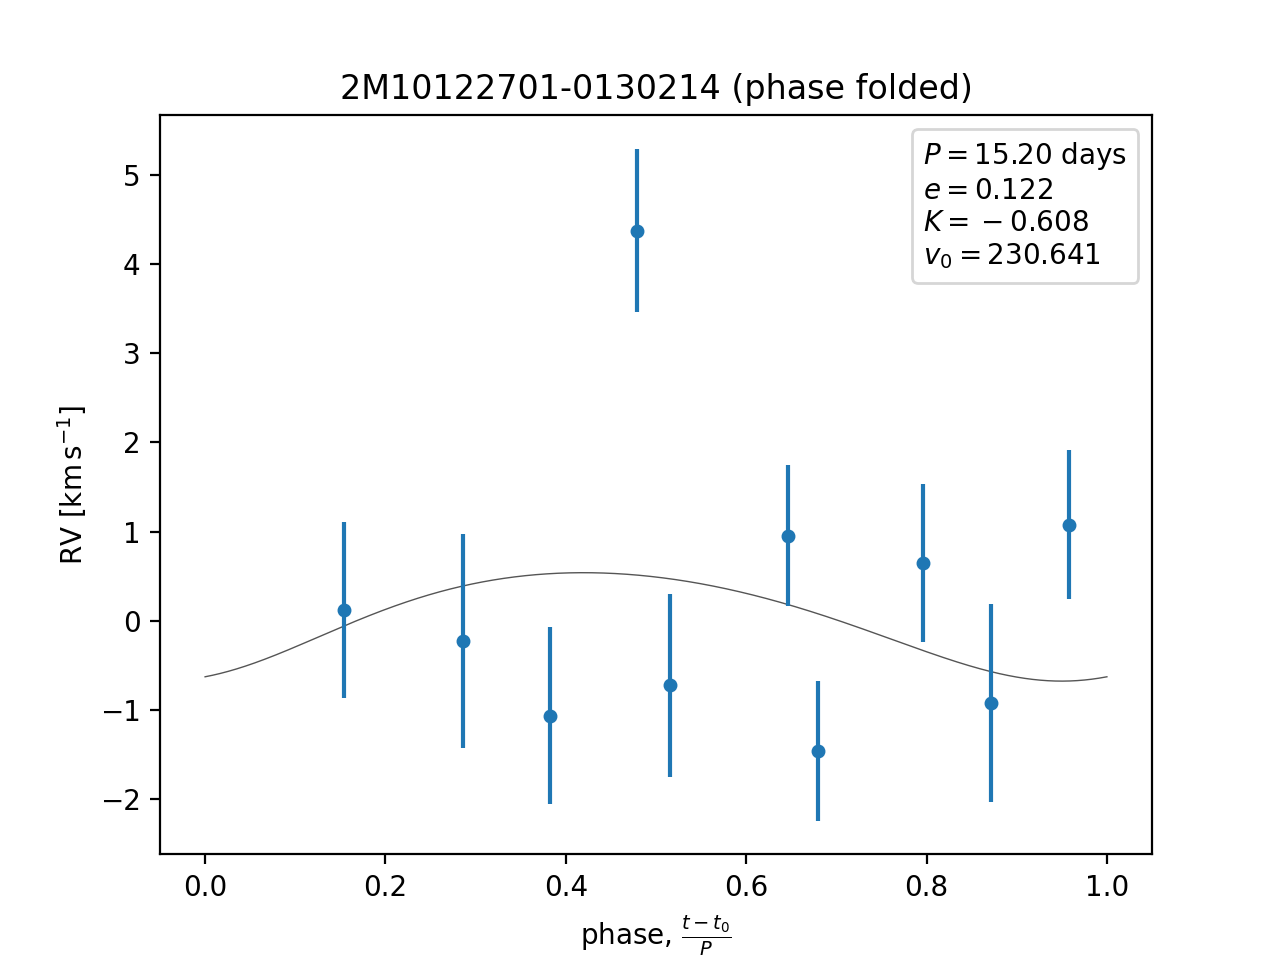 2M10122701-0130214 (phase folded)
P = 15.20 days
e = 0.122
K = −0.608
v₀ = 230.641
5
4
3
2
1
0
−1
−2
RV [km s⁻¹]
0.0 0.2 0.4 0.6 0.8 1.0
phase, (t − t₀)/P